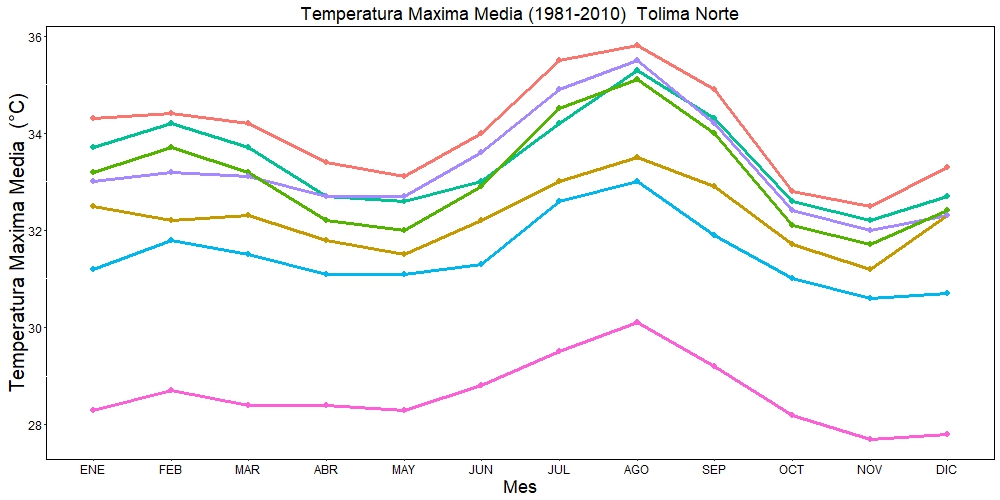 Temperatura Maxima Media (1981-2010)  Tolima Norte
Temperatura Maxima Media (°C)
36
34
32
30
28
ENE FEB MAR ABR MAY JUN JUL AGO SEP OCT NOV DIC
Mes